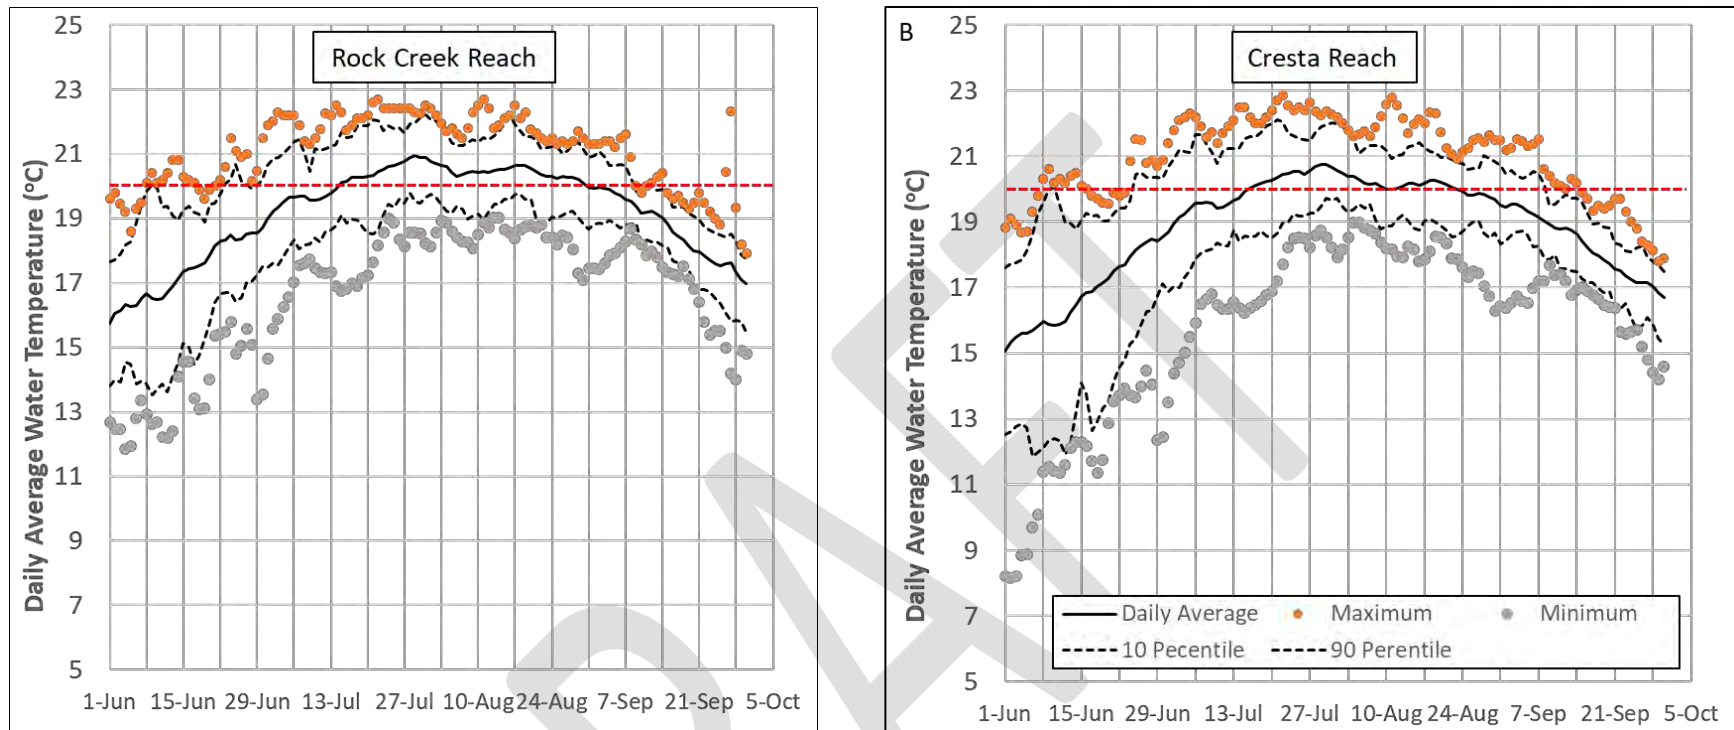 Rock Creek Reach
Daily Average Water Temperature (°C)
25
23
21
19
17
15
13
11
9
7
5
1-Jun 15-Jun 29-Jun 13-Jul 27-Jul 10-Aug 24-Aug 7-Sep 21-Sep 5-Oct
B
Cresta Reach
Daily Average Water Temperature (°C)
25
23
21
19
17
15
13
11
9
7
5
Daily Average Maximum Minimum
10 Pecentile 90 Perentile
1-Jun 15-Jun 29-Jun 13-Jul 27-Jul 10-Aug 24-Aug 7-Sep 21-Sep 5-Oct
DRAFT